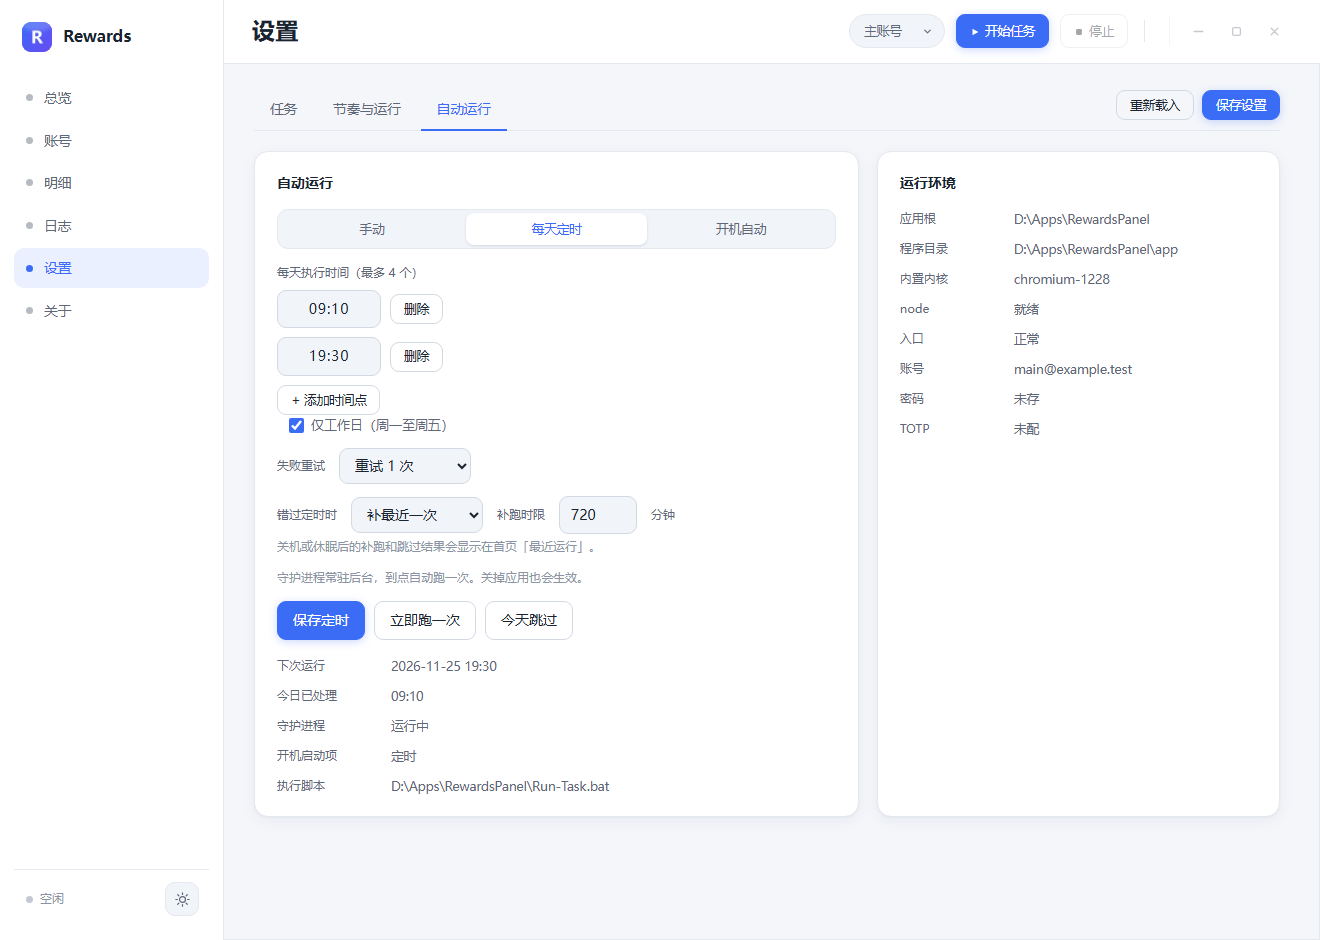 R Rewards
总览
账号
明细
日志
设置
关于
空闲
设置
主账号
开始任务
停止
任务 节奏与运行 自动运行
重新载入 保存设置
自动运行
手动 每天定时 开机自动
每天执行时间（最多 4 个）
09:10 删除
19:30 删除
+ 添加时间点
仅工作日（周一至周五）
失败重试 重试 1 次
错过定时时 补最近一次 补跑时限 720 分钟
关机或休眠后的补跑和跳过结果会显示在首页「最近运行」。
守护进程常驻后台，到点自动跑一次。关掉应用也会生效。
保存定时 立即跑一次 今天跳过
下次运行 2026-11-25 19:30
今日已处理 09:10
守护进程 运行中
开机启动项 定时
执行脚本 D:\Apps\RewardsPanel\Run-Task.bat
运行环境
应用根 D:\Apps\RewardsPanel
程序目录 D:\Apps\RewardsPanel\app
内置内核 chromium-1228
node 就绪
入口 正常
账号 main@example.test
密码 未存
TOTP 未配